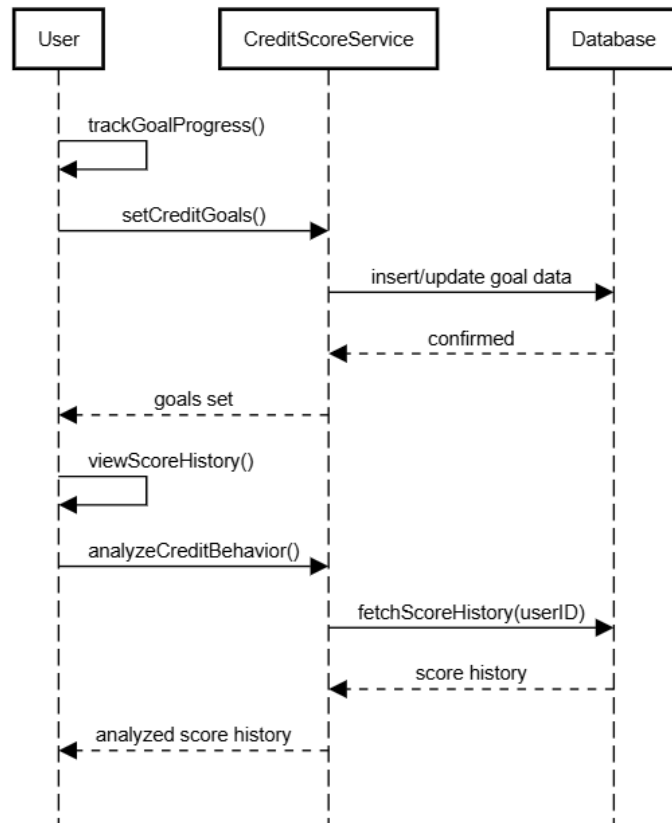 User
CreditScoreService
Database
trackGoalProgress()
setCreditGoals()
insert/update goal data
confirmed
goals set
viewScoreHistory()
analyzeCreditBehavior()
fetchScoreHistory(userID)
score history
analyzed score history